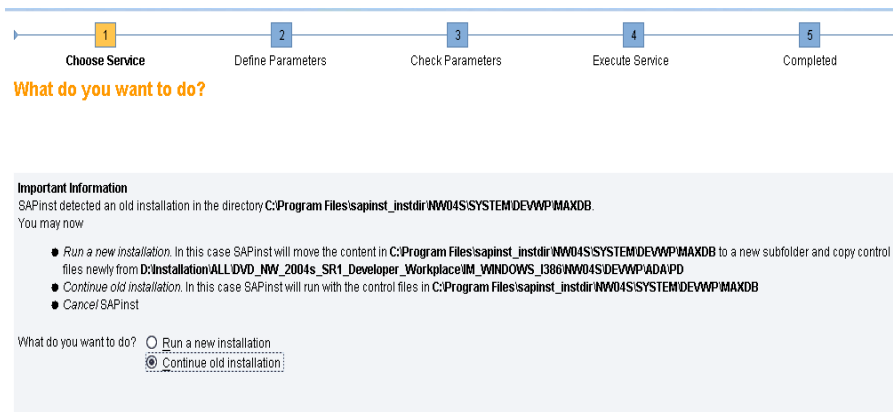 1 2 3 4 5
Choose Service Define Parameters Check Parameters Execute Service Completed
What do you want to do?
Important Information
SAPinst detected an old installation in the directory C:\Program Files\sapinst_instdir\NW04S\SYSTEM\DEVWP\MAXDB.
You may now
● Run a new installation. In this case SAPinst will move the content in C:\Program Files\sapinst_instdir\NW04S\SYSTEM\DEVWP\MAXDB to a new subfolder and copy control
files newly from D:\Installation\ALL\DVD_NW_2004s_SR1_Developer_Workplace\IM_WINDOWS_I386\NW04S\DEVWP\ADA\PD
● Continue old installation. In this case SAPinst will run with the control files in C:\Program Files\sapinst_instdir\NW04S\SYSTEM\DEVWP\MAXDB
● Cancel SAPinst
What do you want to do? Run a new installation
Continue old installation